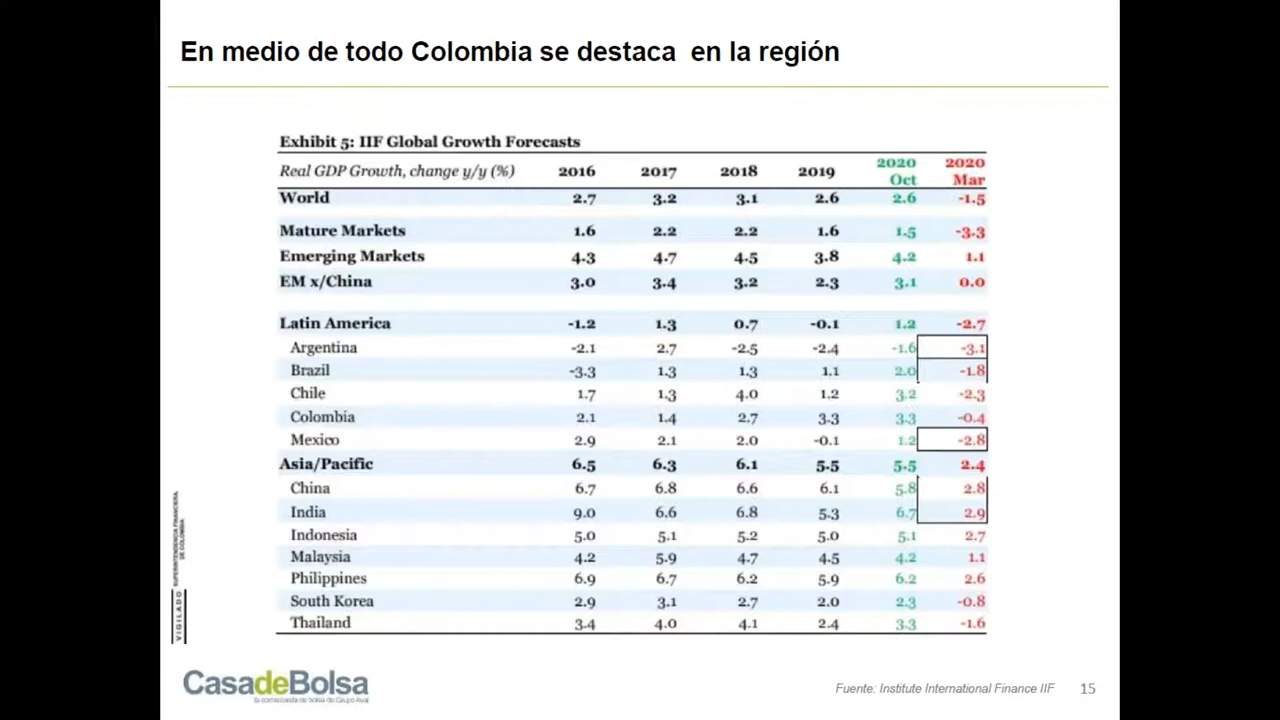 En medio de todo Colombia se destaca en la región
Exhibit 5: IIF Global Growth Forecasts
Real GDP Growth, change y/y (%) 2016 2017 2018 2019 2020 Oct 2020 Mar
World 2.7 3.2 3.1 2.6 2.6 -1.5
Mature Markets 1.6 2.2 2.2 1.6 1.5 -3.3
Emerging Markets 4.3 4.7 4.5 3.8 4.2 1.1
EM x/China 3.0 3.4 3.2 2.3 3.1 0.0
Latin America -1.2 1.3 0.7 -0.1 1.2 -2.7
Argentina -2.1 2.7 -2.5 -2.4 -1.6 -3.1
Brazil -3.3 1.3 1.3 1.1 2.0 -1.8
Chile 1.7 1.3 4.0 1.2 3.2 -2.3
Colombia 2.1 1.4 2.7 3.3 3.3 -0.4
Mexico 2.9 2.1 2.0 -0.1 1.2 -2.8
Asia/Pacific 6.5 6.3 6.1 5.5 5.5 2.4
China 6.7 6.8 6.6 6.1 5.8 2.8
India 9.0 6.6 6.8 5.3 6.7 2.9
Indonesia 5.0 5.1 5.2 5.0 5.1 2.7
Malaysia 4.2 5.9 4.7 4.5 4.2 1.1
Philippines 6.9 6.7 6.2 5.9 6.2 2.6
South Korea 2.9 3.1 2.7 2.0 2.3 -0.8
Thailand 3.4 4.0 4.1 2.4 3.3 -1.6
VIGILADO SUPERINTENDENCIA FINANCIERA
DE COLOMBIA
CasadeBolsa
la comisionista de bolsa de Grupo Aval
Fuente: Institute International Finance IIF 15